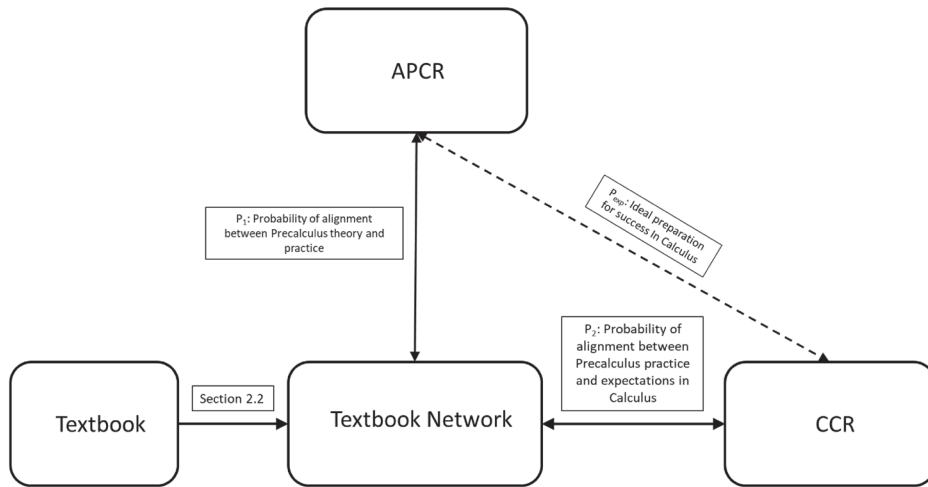 APCR
P₁: Probability of alignment
between Precalculus theory and
practice
Pₑₓₚ: Ideal preparation
for success In Calculus
P₂: Probability of
alignment between
Precalculus practice
and expectations in
Calculus
Section 2.2
Textbook
Textbook Network
CCR